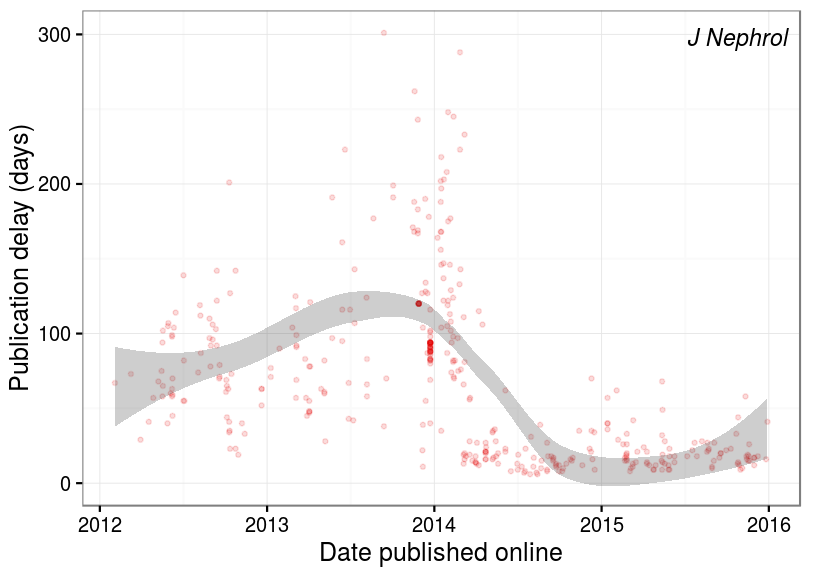 J Nephrol
Publication delay (days)
300
200
100
0
2012 2013 2014 2015 2016
Date published online